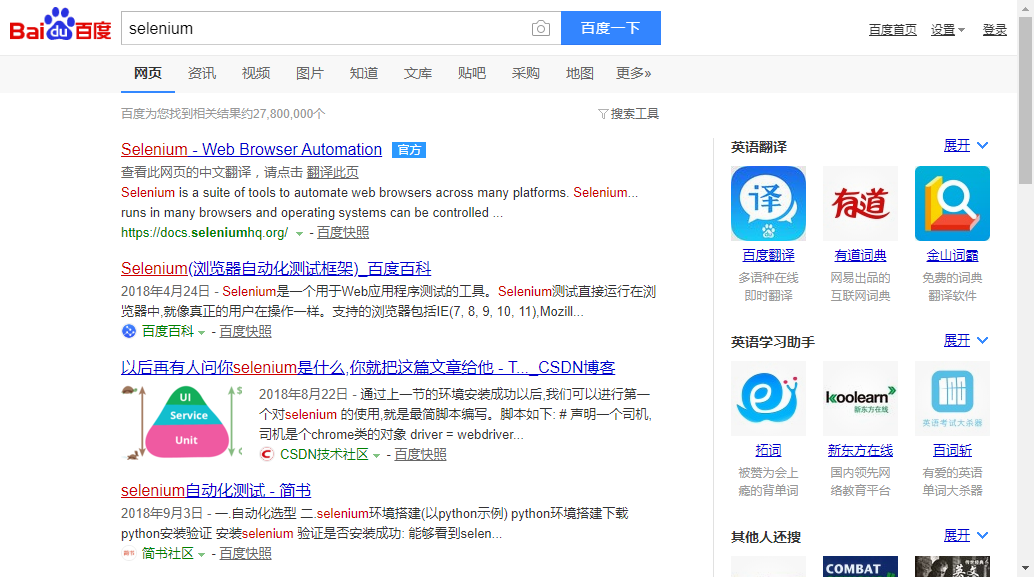 Bai du 百度
selenium
百度一下
百度首页 设置 登录
网页 资讯 视频 图片 知道 文库 贴吧 采购 地图 更多»
百度为您找到相关结果约27,800,000个
搜索工具
Selenium - Web Browser Automation 官方
查看此网页的中文翻译，请点击 翻译此页
Selenium is a suite of tools to automate web browsers across many platforms. Selenium...
runs in many browsers and operating systems can be controlled ...
https://docs.seleniumhq.org/ - 百度快照
Selenium(浏览器自动化测试框架)_百度百科
2018年4月24日 - Selenium是一个用于Web应用程序测试的工具。Selenium测试直接运行在浏
览器中,就像真正的用户在操作一样。支持的浏览器包括IE(7, 8, 9, 10, 11),Mozill...
百度百科 - 百度快照
以后再有人问你selenium是什么,你就把这篇文章给他 - T..._CSDN博客
UI
Service
Unit
2018年8月22日 - 通过上一节的环境安装成功以后,我们可以进行第一
个对selenium 的使用,就是最简脚本编写。脚本如下: # 声明一个司机,
司机是个chrome类的对象 driver = webdriver...
CSDN技术社区 - 百度快照
selenium自动化测试 - 简书
2018年9月3日 - 一.自动化选型 二.selenium环境搭建(以python示例) python环境搭建下载
python安装验证 安装selenium 验证是否安装成功: 能够看到selen...
简书 简书社区 - 百度快照
英语翻译 展开
译 有道
百度翻译 有道词典 金山词霸
多语种在线 网易出品的 免费的词典
即时翻译 互联网词典 翻译软件
英语学习助手 展开
koolearn
新东方在线
英语考试大杀器
拓词 新东方在线 百词斩
被赞为会上 国内领先网 有爱的英语
瘾的背单词 络教育平台 单词大杀器
其他人还搜 展开
COMBAT
英文